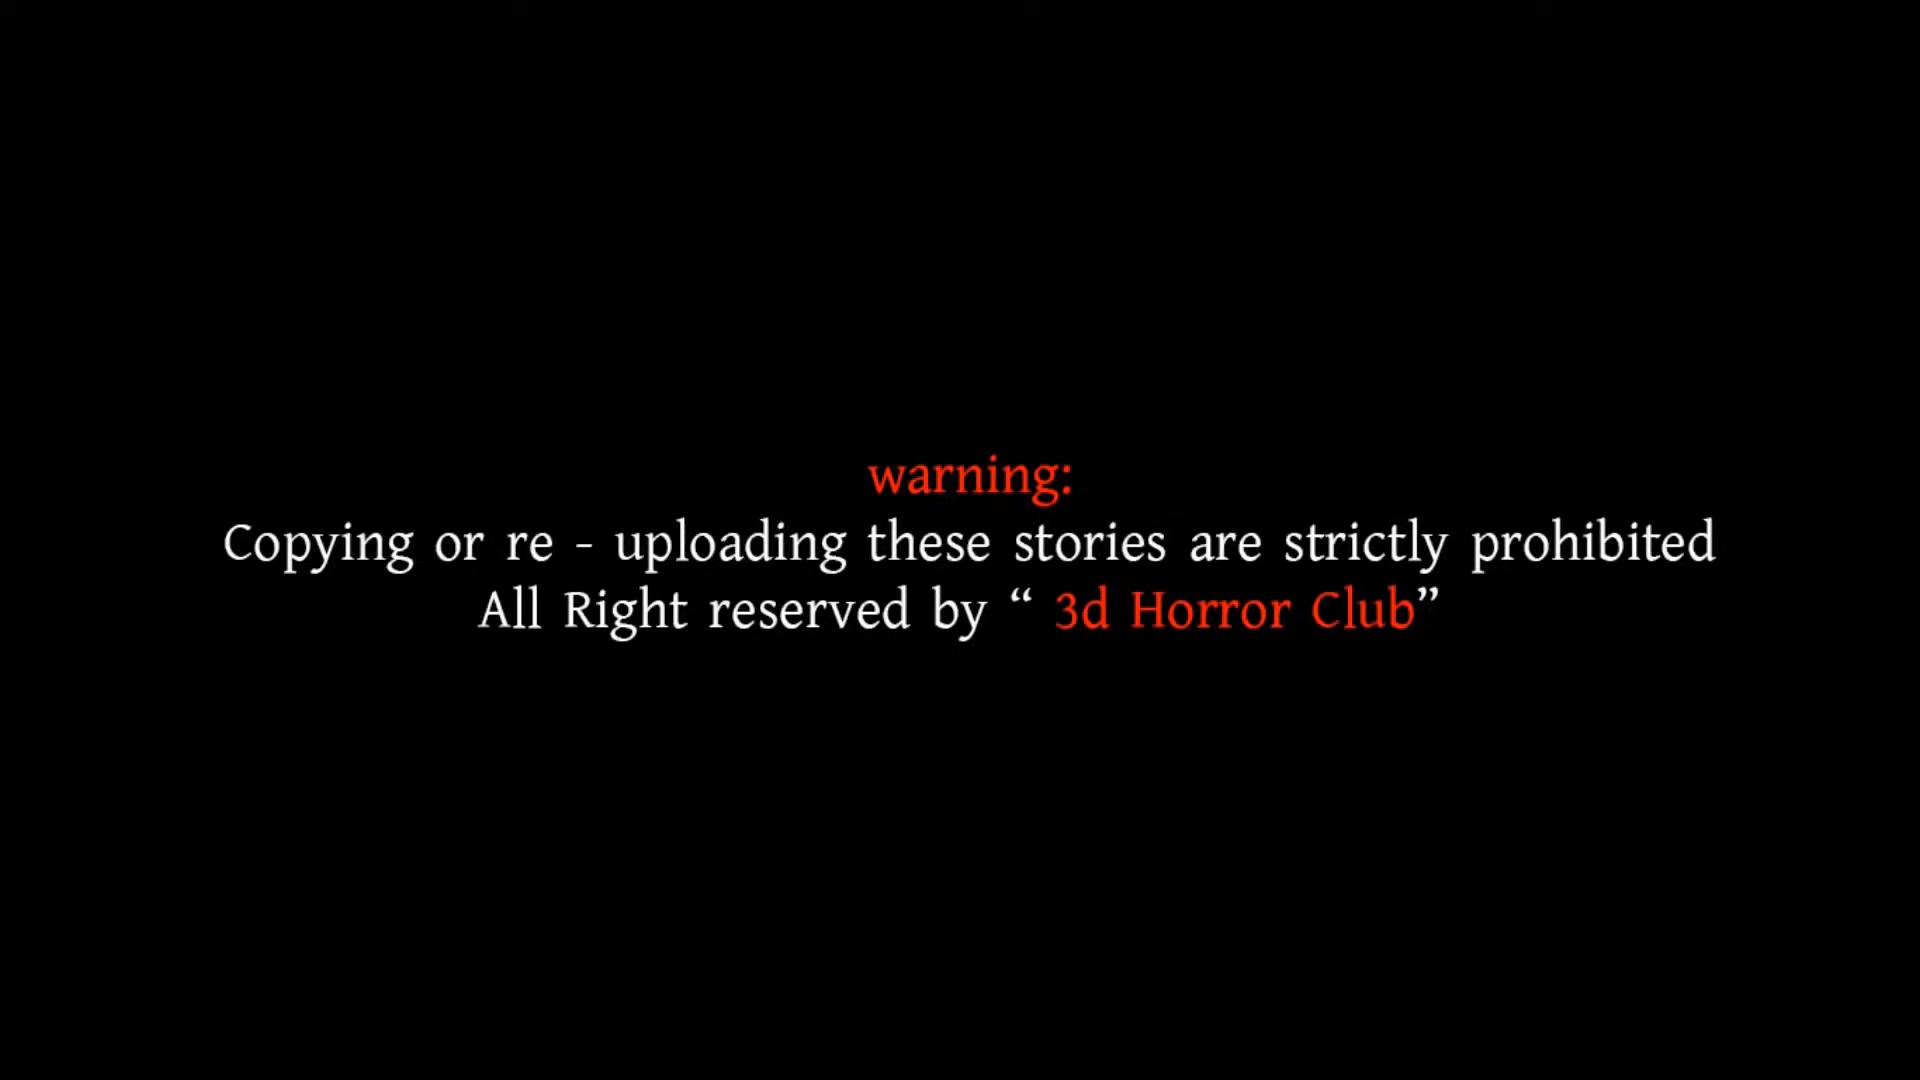 warning:
Copying or re - uploading these stories are strictly prohibited
All Right reserved by “ 3d Horror Club”